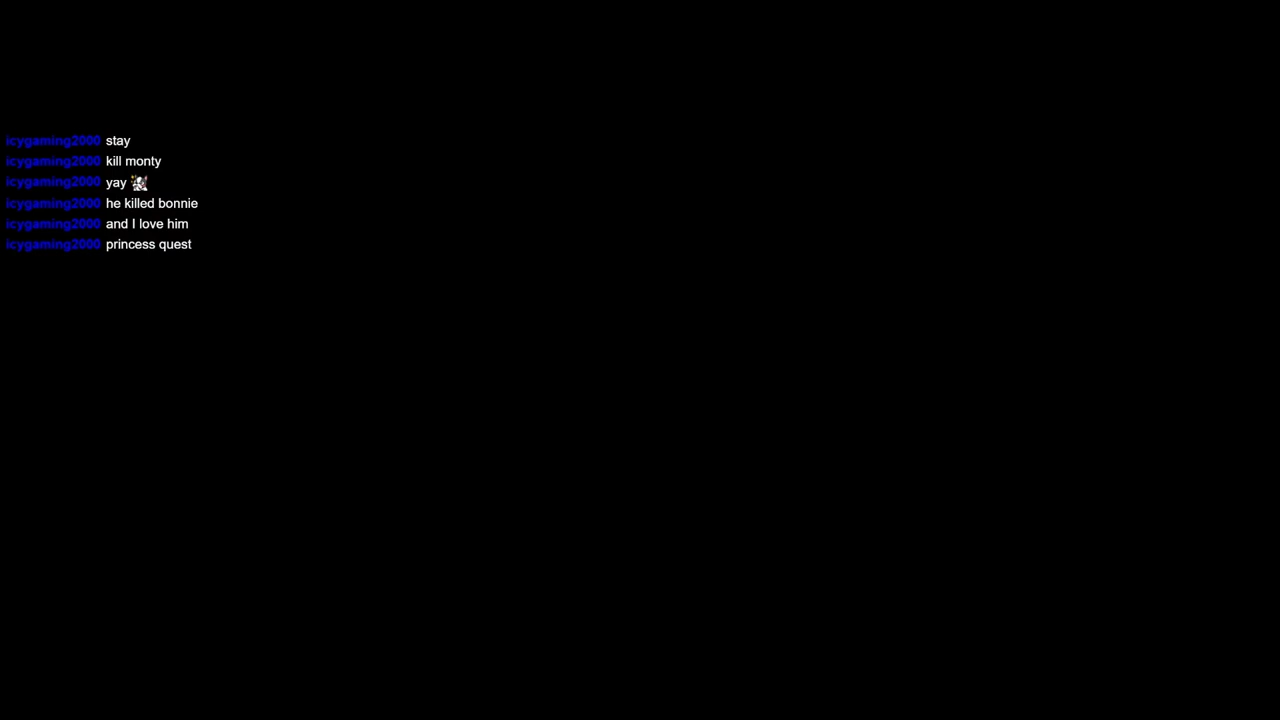 icygaming2000 stay
icygaming2000 kill monty
icygaming2000 yay
icygaming2000 he killed bonnie
icygaming2000 and I love him
icygaming2000 princess quest